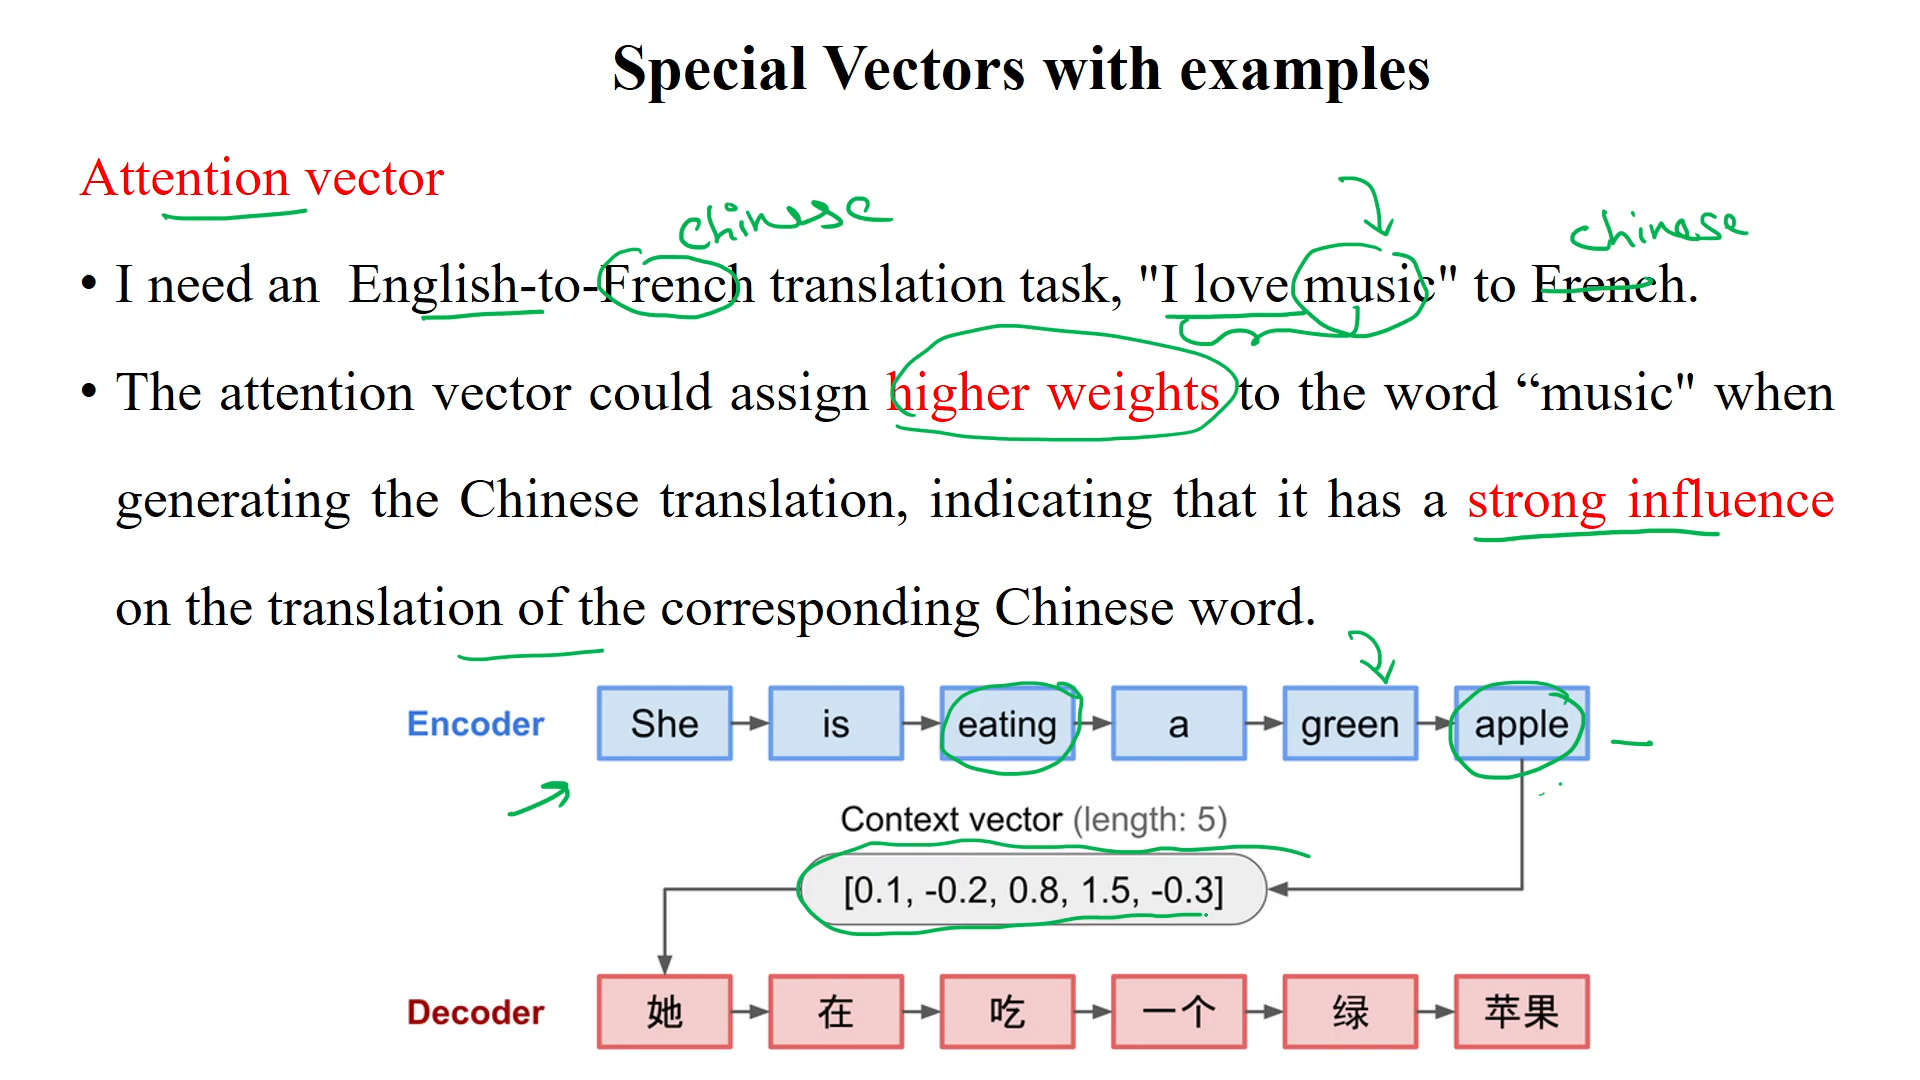 Special Vectors with examples
Attention vector
chinese
chinese
• I need an English-to-French translation task, "I love music" to French.
• The attention vector could assign higher weights to the word “music" when
generating the Chinese translation, indicating that it has a strong influence
on the translation of the corresponding Chinese word.
Encoder She is eating a green apple
Context vector (length: 5)
[0.1, -0.2, 0.8, 1.5, -0.3]
Decoder 她 在 吃 一个 绿 苹果